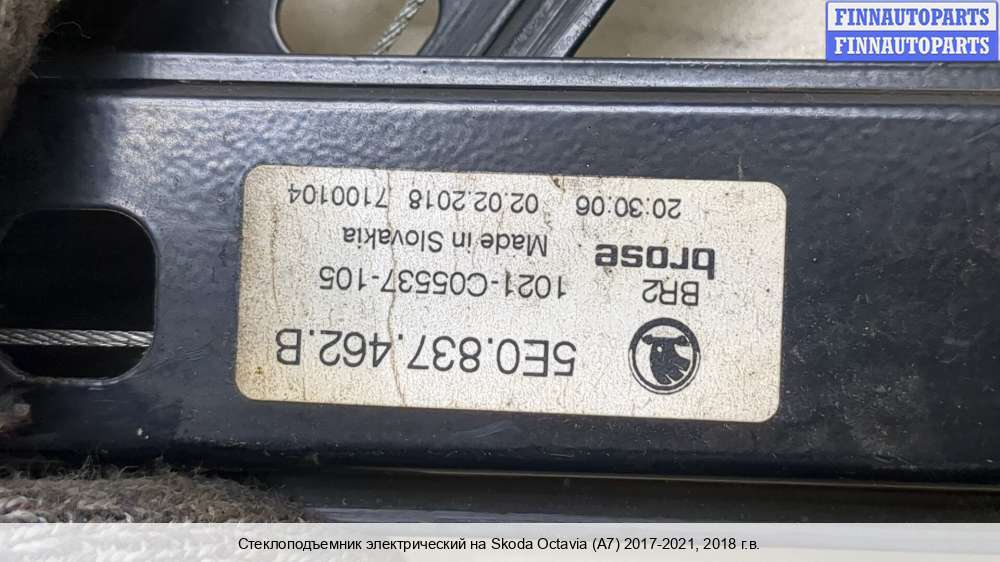 FINNAUTOPARTS
FINNAUTOPARTS
5E0.837.462.B
BR2 1021-C05537-105
brose Made in Slovakia
20:30:06 02.02.2018 7100104
Стеклоподъемник электрический на Skoda Octavia (A7) 2017-2021, 2018 г.в.